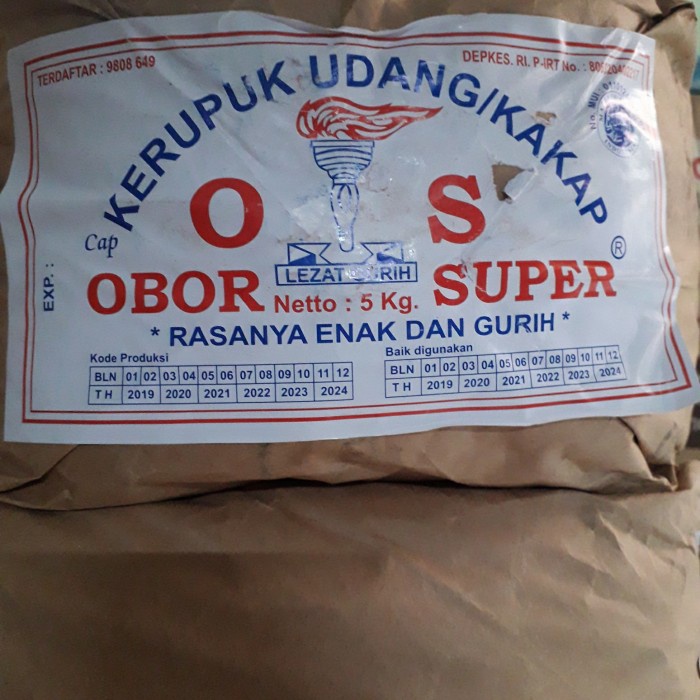 TERDAFTAR : 9808 649
DEPKES. RI. P-IRT No. :
KERUPUK UDANG/KAKAP
No. MUI
O S
Cap
®
OBOR SUPER
LEZAT GURIH
Netto : 5 Kg.
EXP. :
* RASANYA ENAK DAN GURIH *
Kode Produksi
BLN 01 02 03 04 05 06 07 08 09 10 11 12
TH 2019 2020 2021 2022 2023 2024
Baik digunakan
BLN 01 02 03 04 05 06 07 08 09 10 11 12
TH 2019 2020 2021 2022 2023 2024